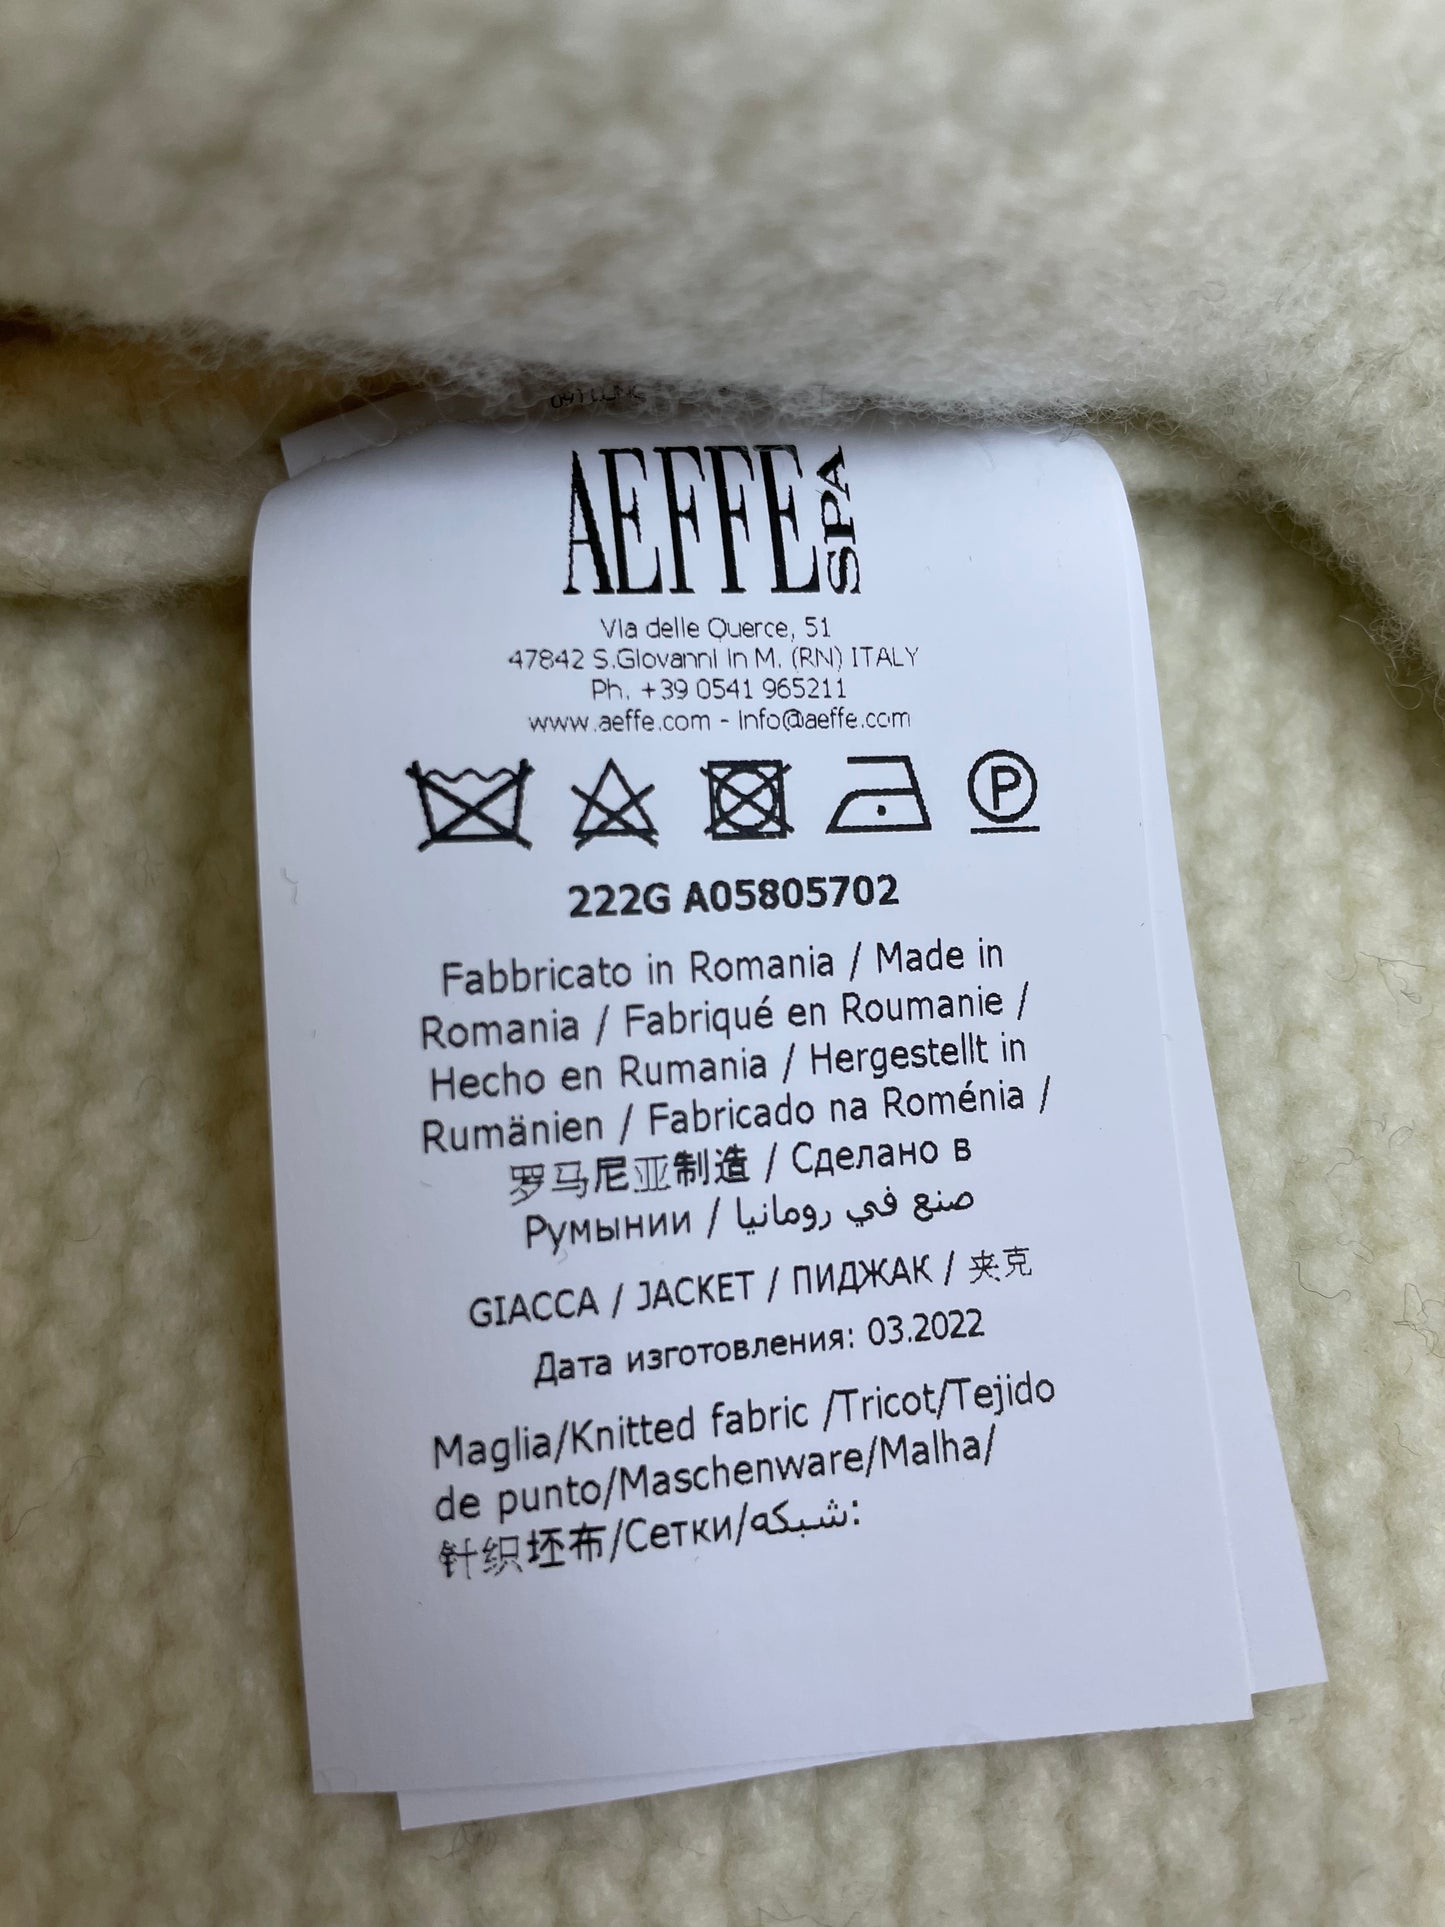 AEFFE SPA
Via delle Querce, 51
47842 S.Giovanni in M. (RN) ITALY
Ph. +39 0541 965211
www.aeffe.com - info@aeffe.com
P
222G A05805702
Fabbricato in Romania / Made in
Romania / Fabriqué en Roumanie /
Hecho en Rumania / Hergestellt in
Rumänien / Fabricado na Roménia /
罗马尼亚制造 / Сделано в
Румынии / صنع في رومانيا
GIACCA / JACKET / ПИДЖАК / 夹克
Дата изготовления: 03.2022
Maglia/Knitted fabric /Tricot/Tejido
de punto/Maschenware/Malha/
针织坯布/Сетки/شبكه: